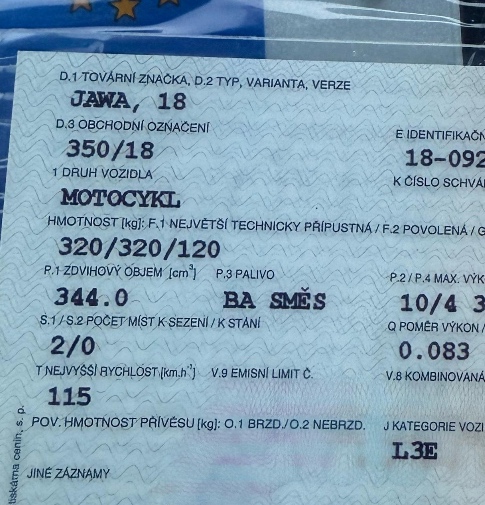 D.1 TOVÁRNÍ ZNAČKA, D.2 TYP, VARIANTA, VERZE
JAWA, 18
D.3 OBCHODNÍ OZNAČENÍ
E IDENTIFIKAČN
350/18
18-092
1 DRUH VOZIDLA
K ČÍSLO SCHVÁ
MOTOCYKL
HMOTNOST [kg]: F.1 NEJVĚTŠÍ TECHNICKY PŘÍPUSTNÁ / F.2 POVOLENÁ / G
320/320/120
P.1 ZDVIHOVÝ OBJEM [cm³] P.3 PALIVO P.2 / P.4 MAX. VÝK
344.0 BA SMĚS 10/4 3
S.1 / S.2 POČET MÍST K SEZENÍ / K STÁNÍ Q POMĚR VÝKON /
2/0 0.083
T NEJVYŠŠÍ RYCHLOST [km.h⁻¹] V.9 EMISNÍ LIMIT Č. V.8 KOMBINOVANÁ
115
POV. HMOTNOST PŘÍVĚSU [kg]: O.1 BRZD./O.2 NEBRZD. J KATEGORIE VOZI
L3E
JINÉ ZÁZNAMY
tiskárna cenin, s. p.